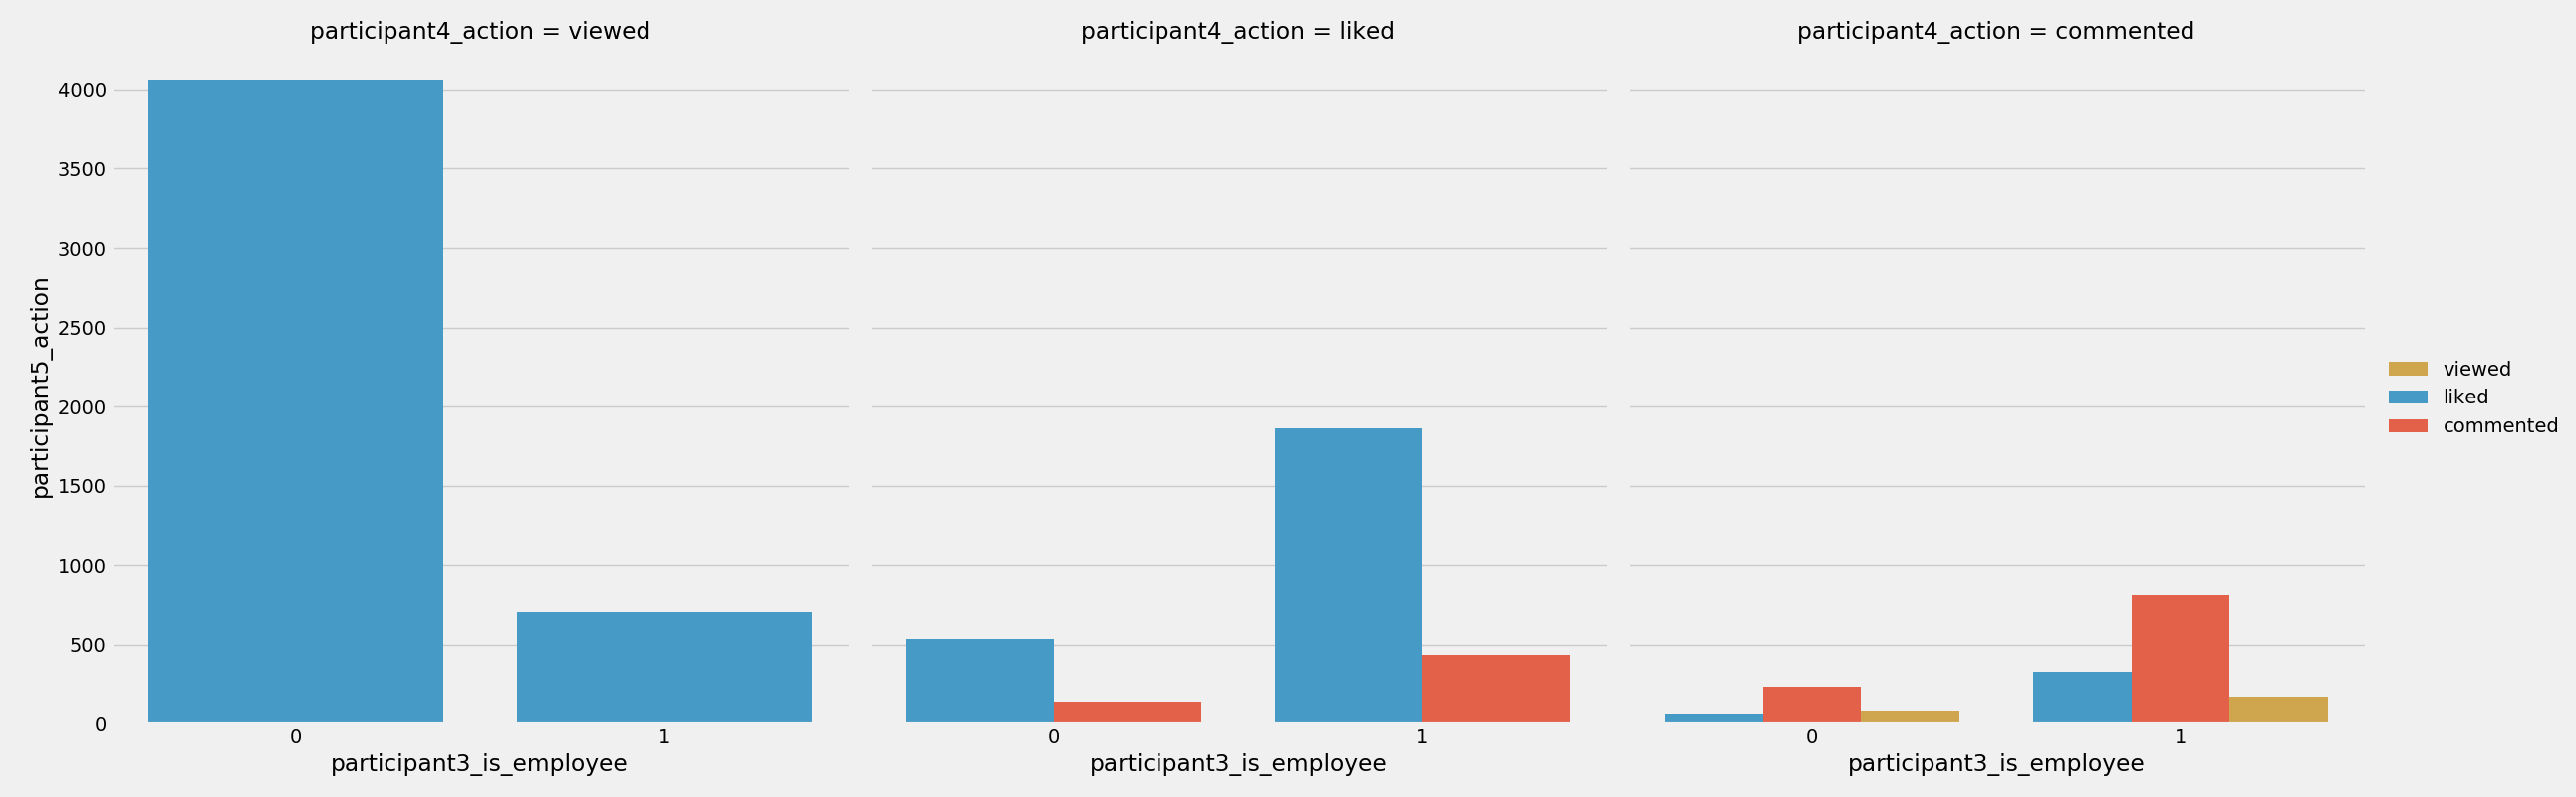 participant4_action = viewed
participant4_action = liked
participant4_action = commented
participant5_action
4000
3500
3000
2500
2000
1500
1000
500
0
0 1
0 1
0 1
participant3_is_employee
participant3_is_employee
participant3_is_employee
viewed
liked
commented